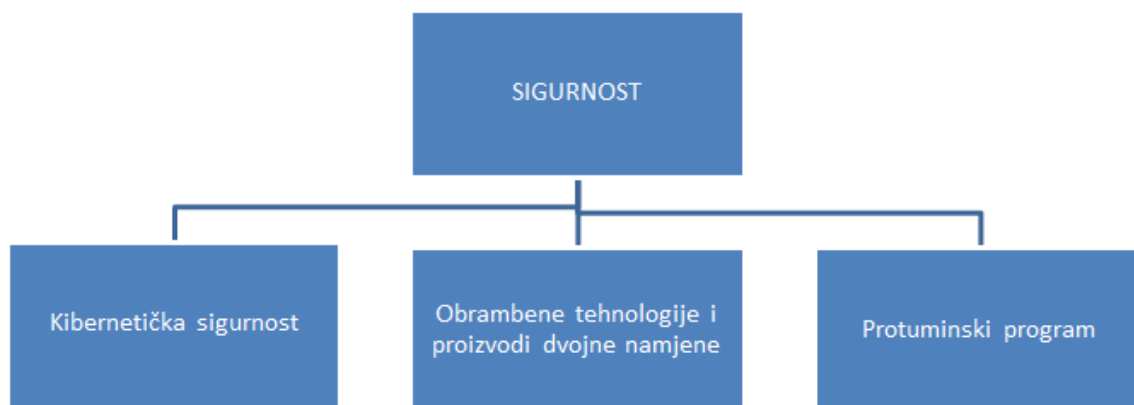 SIGURNOST
Kibernetička sigurnost
Obrambene tehnologije i
proizvodi dvojne namjene
Protuminski program